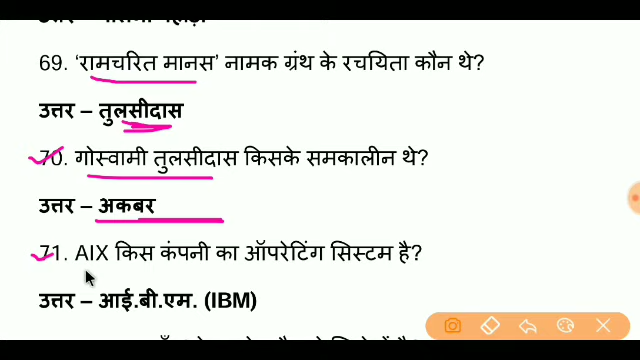 69. 'रामचरित मानस' नामक ग्रंथ के रचयिता कौन थे?
उत्तर – तुलसीदास
70. गोस्वामी तुलसीदास किसके समकालीन थे?
उत्तर – अकबर
71. AIX किस कंपनी का ऑपरेटिंग सिस्टम है?
उत्तर – आई.बी.एम. (IBM)